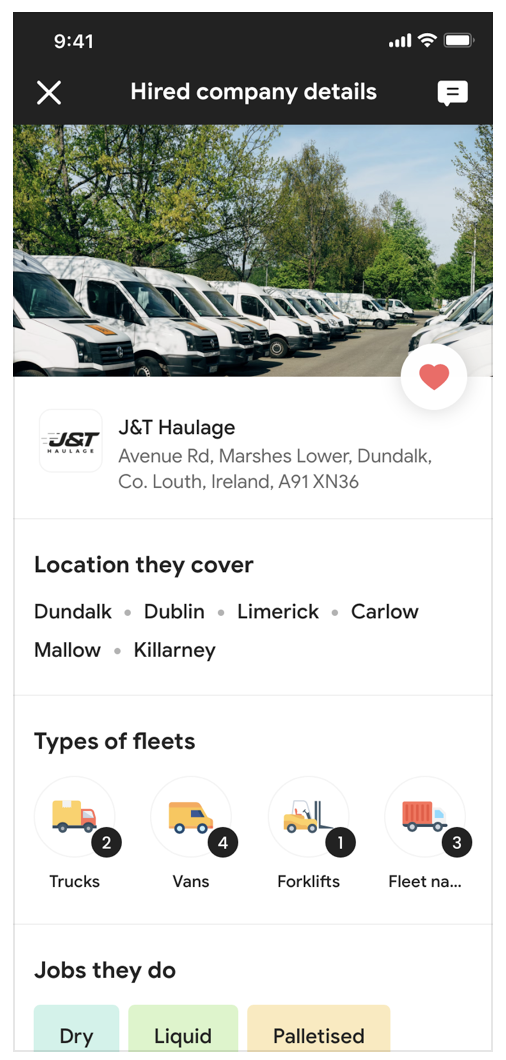 9:41
Hired company details
J&T
HAULAGE
J&T Haulage
Avenue Rd, Marshes Lower, Dundalk,
Co. Louth, Ireland, A91 XN36
Location they cover
Dundalk • Dublin • Limerick • Carlow
Mallow • Killarney
Types of fleets
2 4 1 3
Trucks Vans Forklifts Fleet na...
Jobs they do
Dry Liquid Palletised